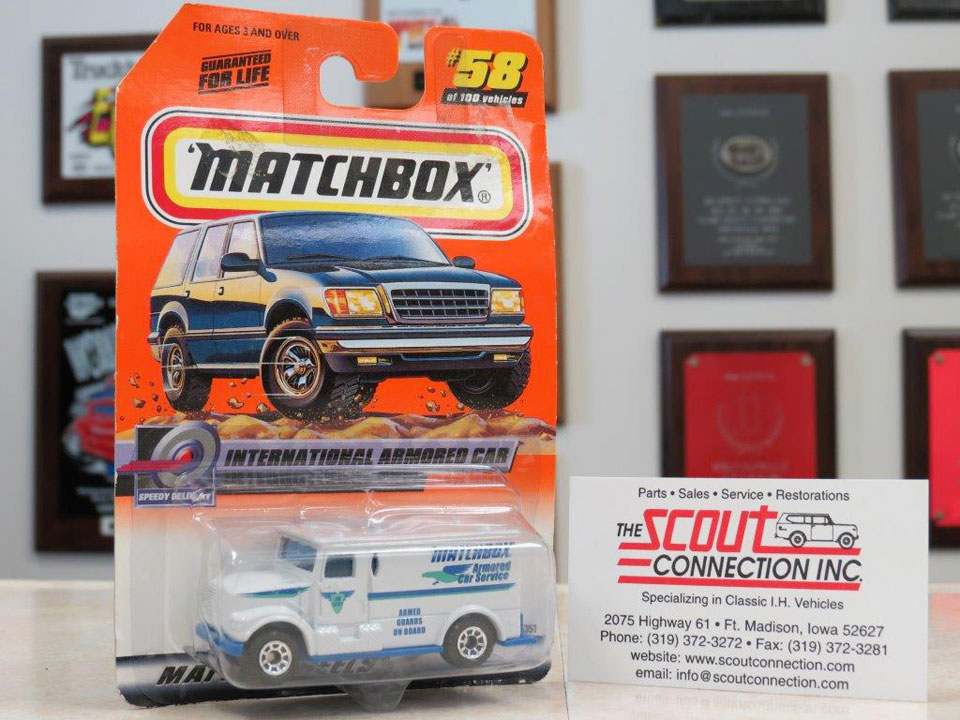 FOR AGES 3 AND OVER
GUARANTEED
FOR LIFE
#58
of 100 vehicles
'MATCHBOX'®
INTERNATIONAL ARMORED CAR
SPEEDY DELIVERY
MATCHBOX
Armored
Car Service
ARMED
GUARDS
ON BOARD
351
Parts • Sales • Service • Restorations
THE SCOUT
CONNECTION INC.
Specializing in Classic I.H. Vehicles
2075 Highway 61 • Ft. Madison, Iowa 52627
Phone: (319) 372-3272 • Fax: (319) 372-3281
website: www.scoutconnection.com
email: info@scoutconnection.com